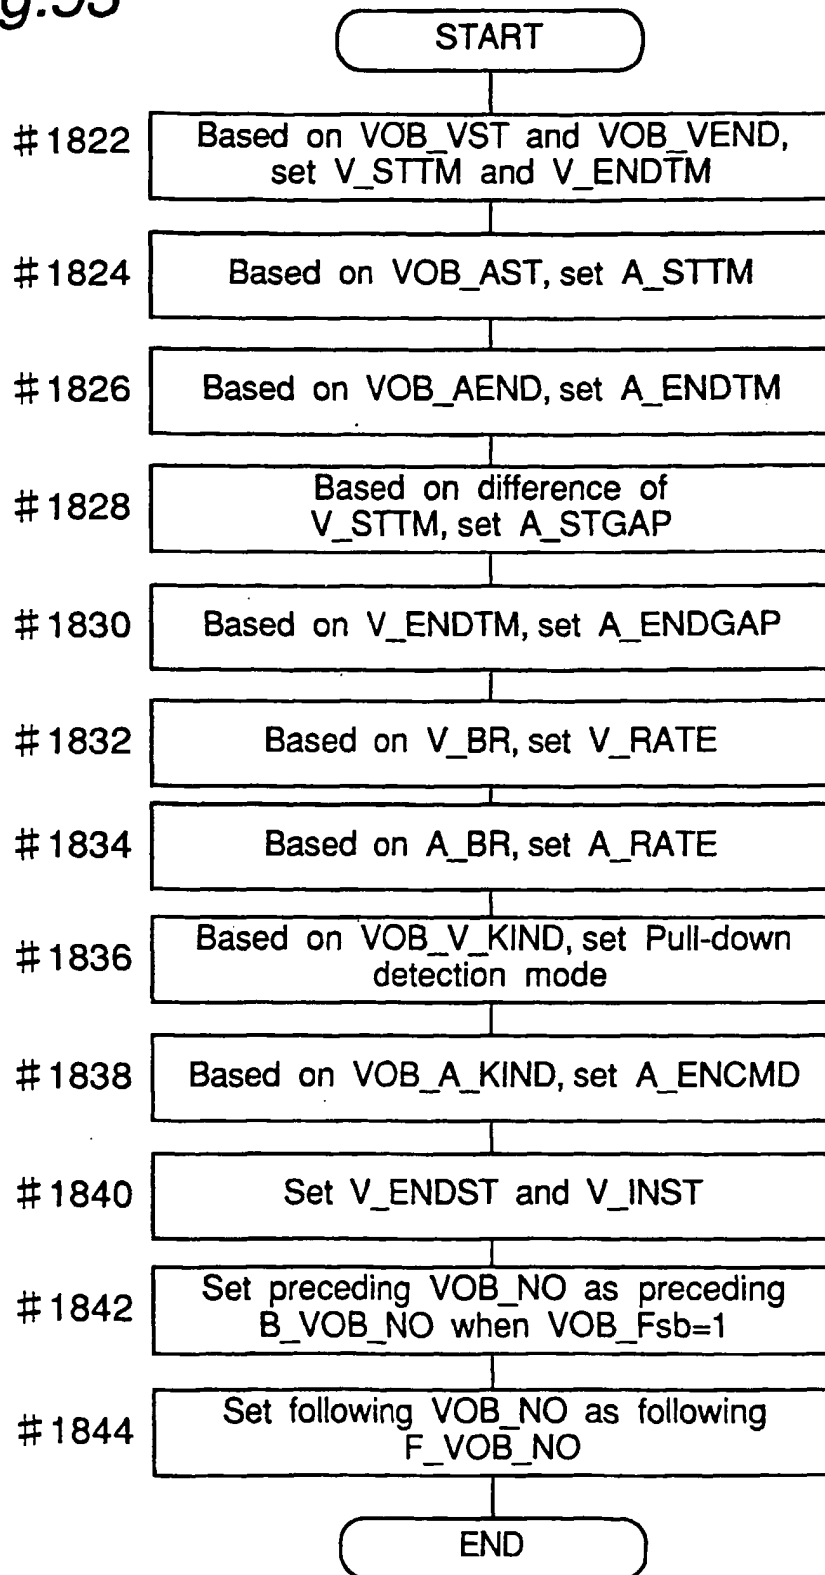 g.53
START
#1822
Based on VOB_VST and VOB_VEND,
set V_STTM and V_ENDTM
#1824
Based on VOB_AST, set A_STTM
#1826
Based on VOB_AEND, set A_ENDTM
#1828
Based on difference of
V_STTM, set A_STGAP
#1830
Based on V_ENDTM, set A_ENDGAP
#1832
Based on V_BR, set V_RATE
#1834
Based on A_BR, set A_RATE
#1836
Based on VOB_V_KIND, set Pull-down
detection mode
#1838
Based on VOB_A_KIND, set A_ENCMD
#1840
Set V_ENDST and V_INST
#1842
Set preceding VOB_NO as preceding
B_VOB_NO when VOB_Fsb=1
#1844
Set following VOB_NO as following
F_VOB_NO
END